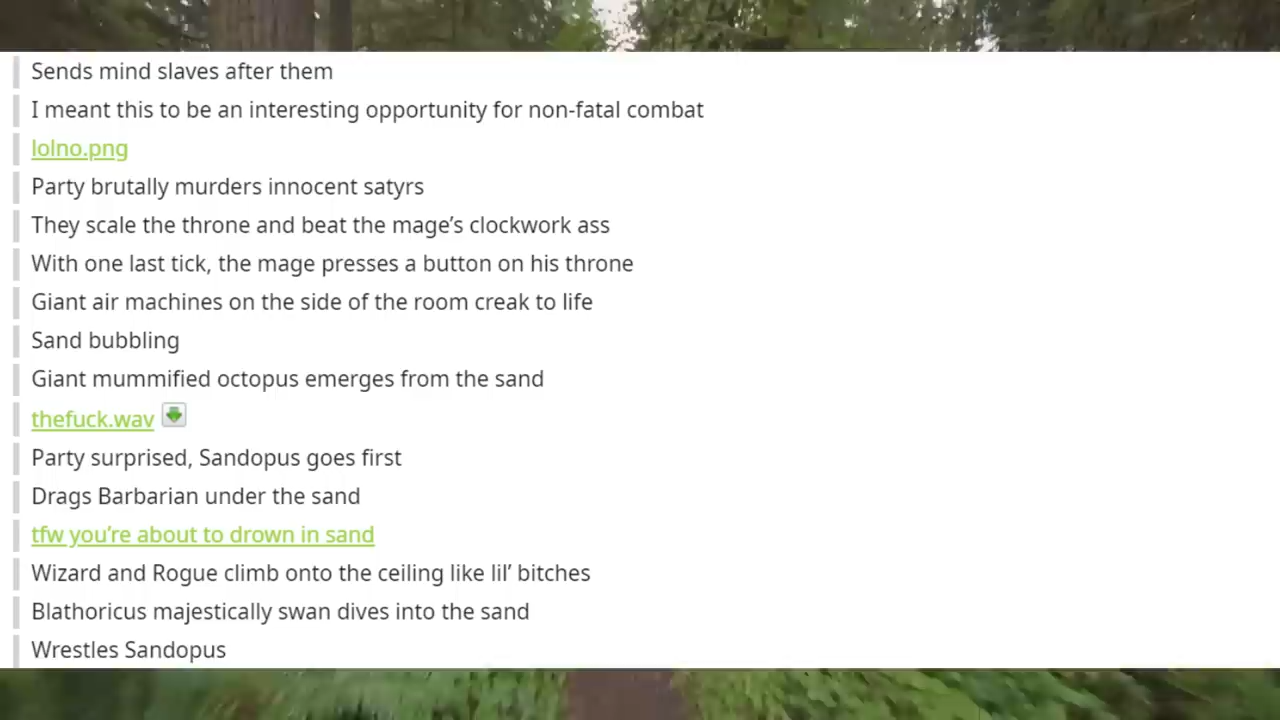 Sends mind slaves after them
I meant this to be an interesting opportunity for non-fatal combat
lolno.png
Party brutally murders innocent satyrs
They scale the throne and beat the mage’s clockwork ass
With one last tick, the mage presses a button on his throne
Giant air machines on the side of the room creak to life
Sand bubbling
Giant mummified octopus emerges from the sand
thefuck.wav
Party surprised, Sandopus goes first
Drags Barbarian under the sand
tfw you’re about to drown in sand
Wizard and Rogue climb onto the ceiling like lil’ bitches
Blathoricus majestically swan dives into the sand
Wrestles Sandopus